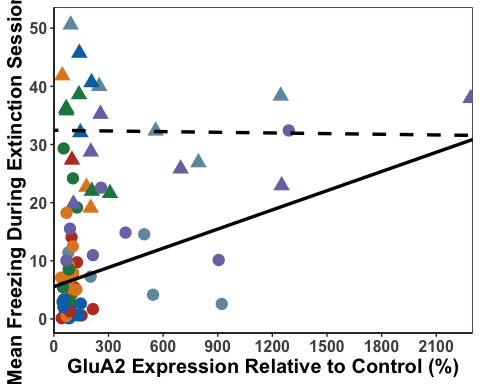 Mean Freezing During Extinction Session
50
40
30
20
10
0
0 300 600 900 1200 1500 1800 2100
GluA2 Expression Relative to Control (%)